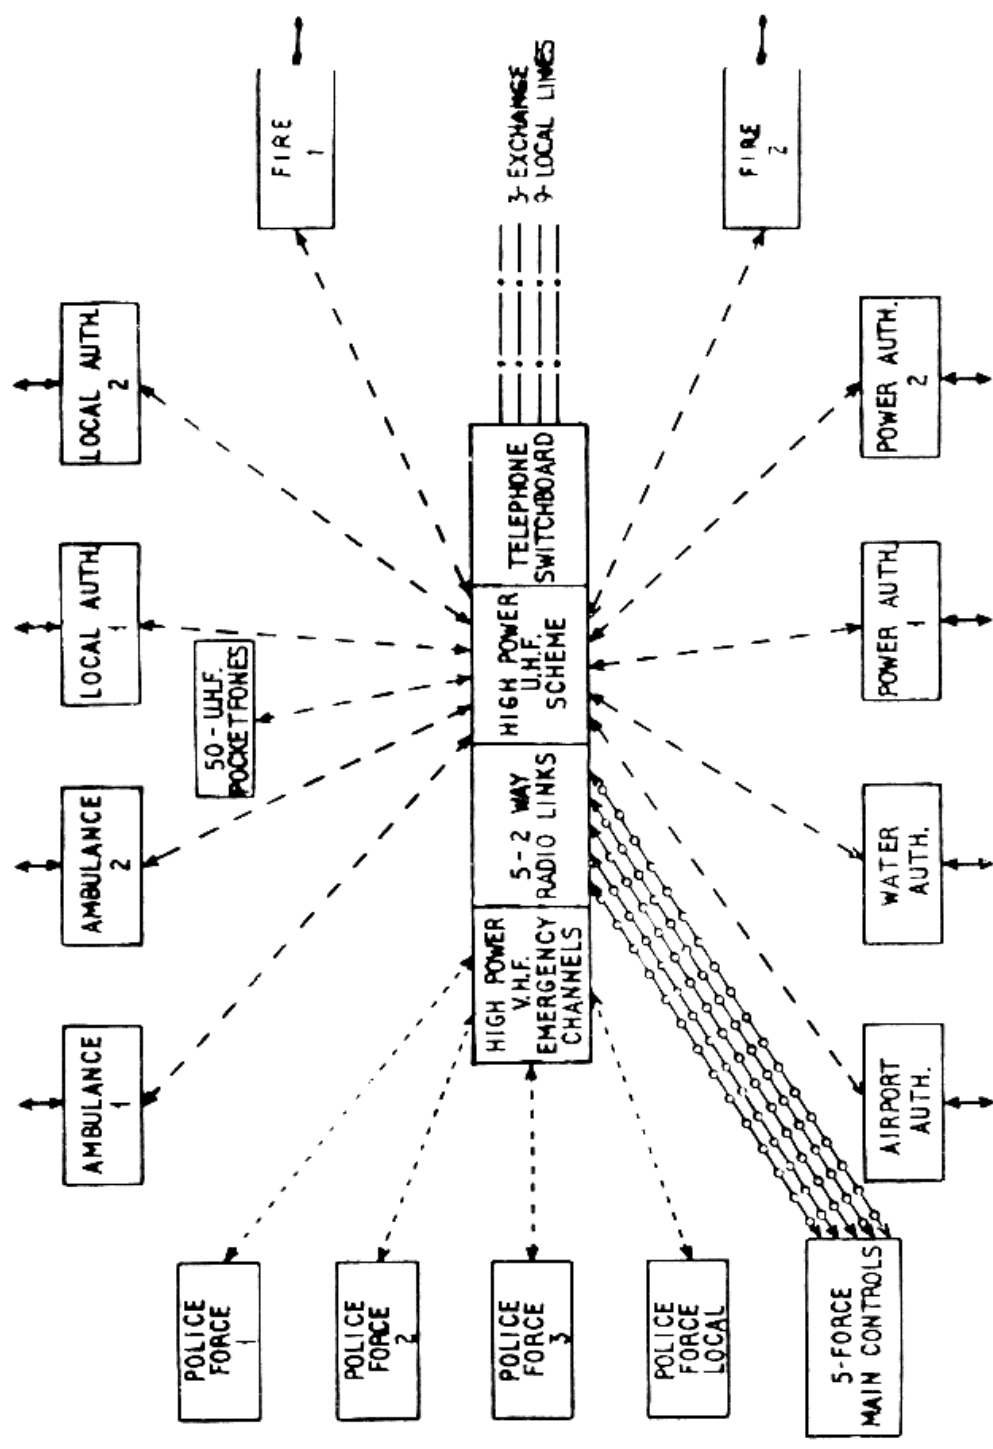 POLICE
FORCE
1
POLICE
FORCE
2
POLICE
FORCE
3
POLICE
FORCE
LOCAL
5-FORCE
MAIN CONTROLS
AMBULANCE
1
AMBULANCE
2
LOCAL AUTH.
1
LOCAL AUTH.
2
50 - U.H.F.
POCKETFONES
FIRE
1
HIGH POWER
V.H.F.
EMERGENCY
CHANNELS
5-2 WAY
RADIO LINKS
HIGH POWER
U.H.F.
SCHEME
TELEPHONE
SWITCHBOARD
3-EXCHANGE
9-LOCAL LINES
AIRPORT
AUTH.
WATER
AUTH.
POWER AUTH.
1
POWER AUTH.
2
FIRE
2